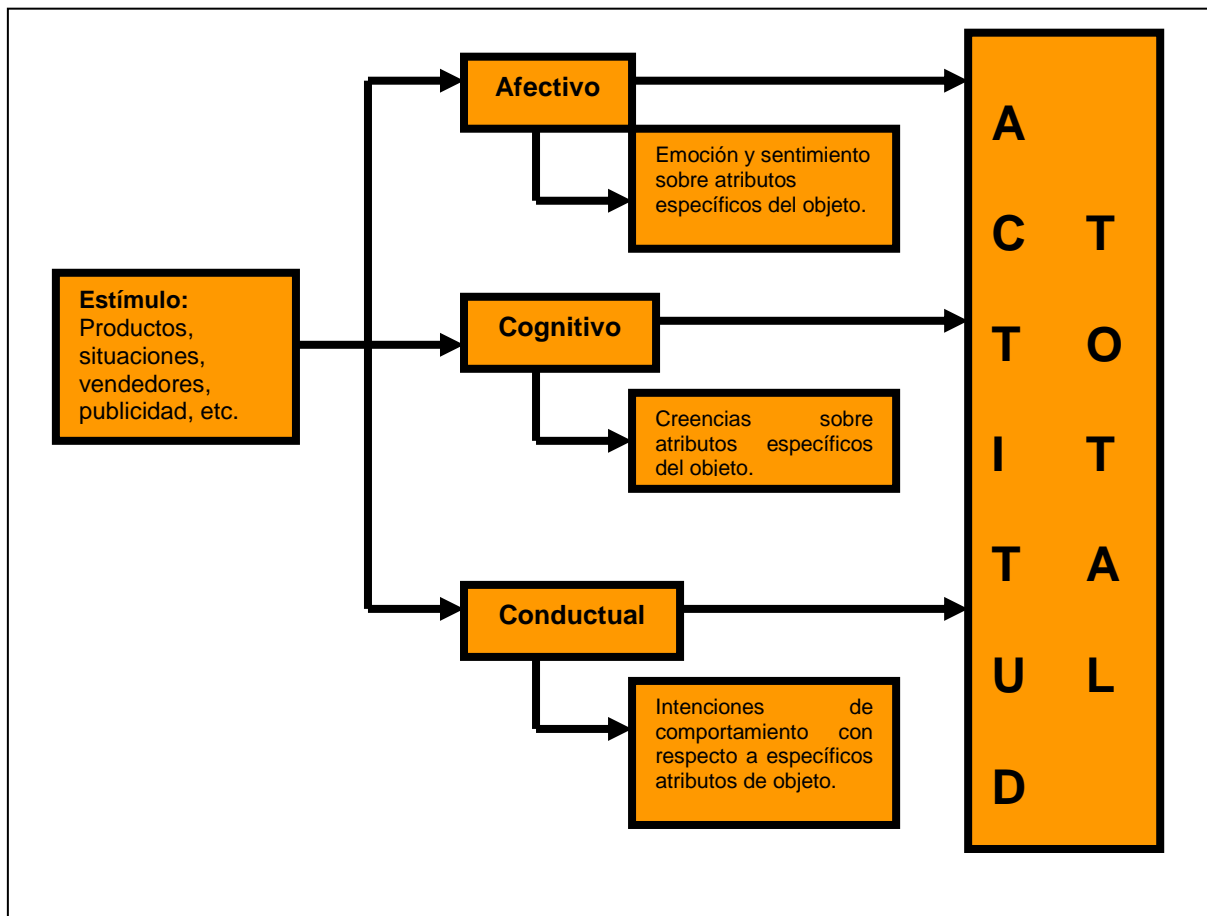 Afectivo
Emoción y sentimiento
sobre atributos
específicos del objeto.
Estímulo:
Productos,
situaciones,
vendedores,
publicidad, etc.
Cognitivo
Creencias sobre
atributos específicos
del objeto.
Conductual
Intenciones de
comportamiento con
respecto a específicos
atributos de objeto.
A
C T
T O
I T
T A
U L
D